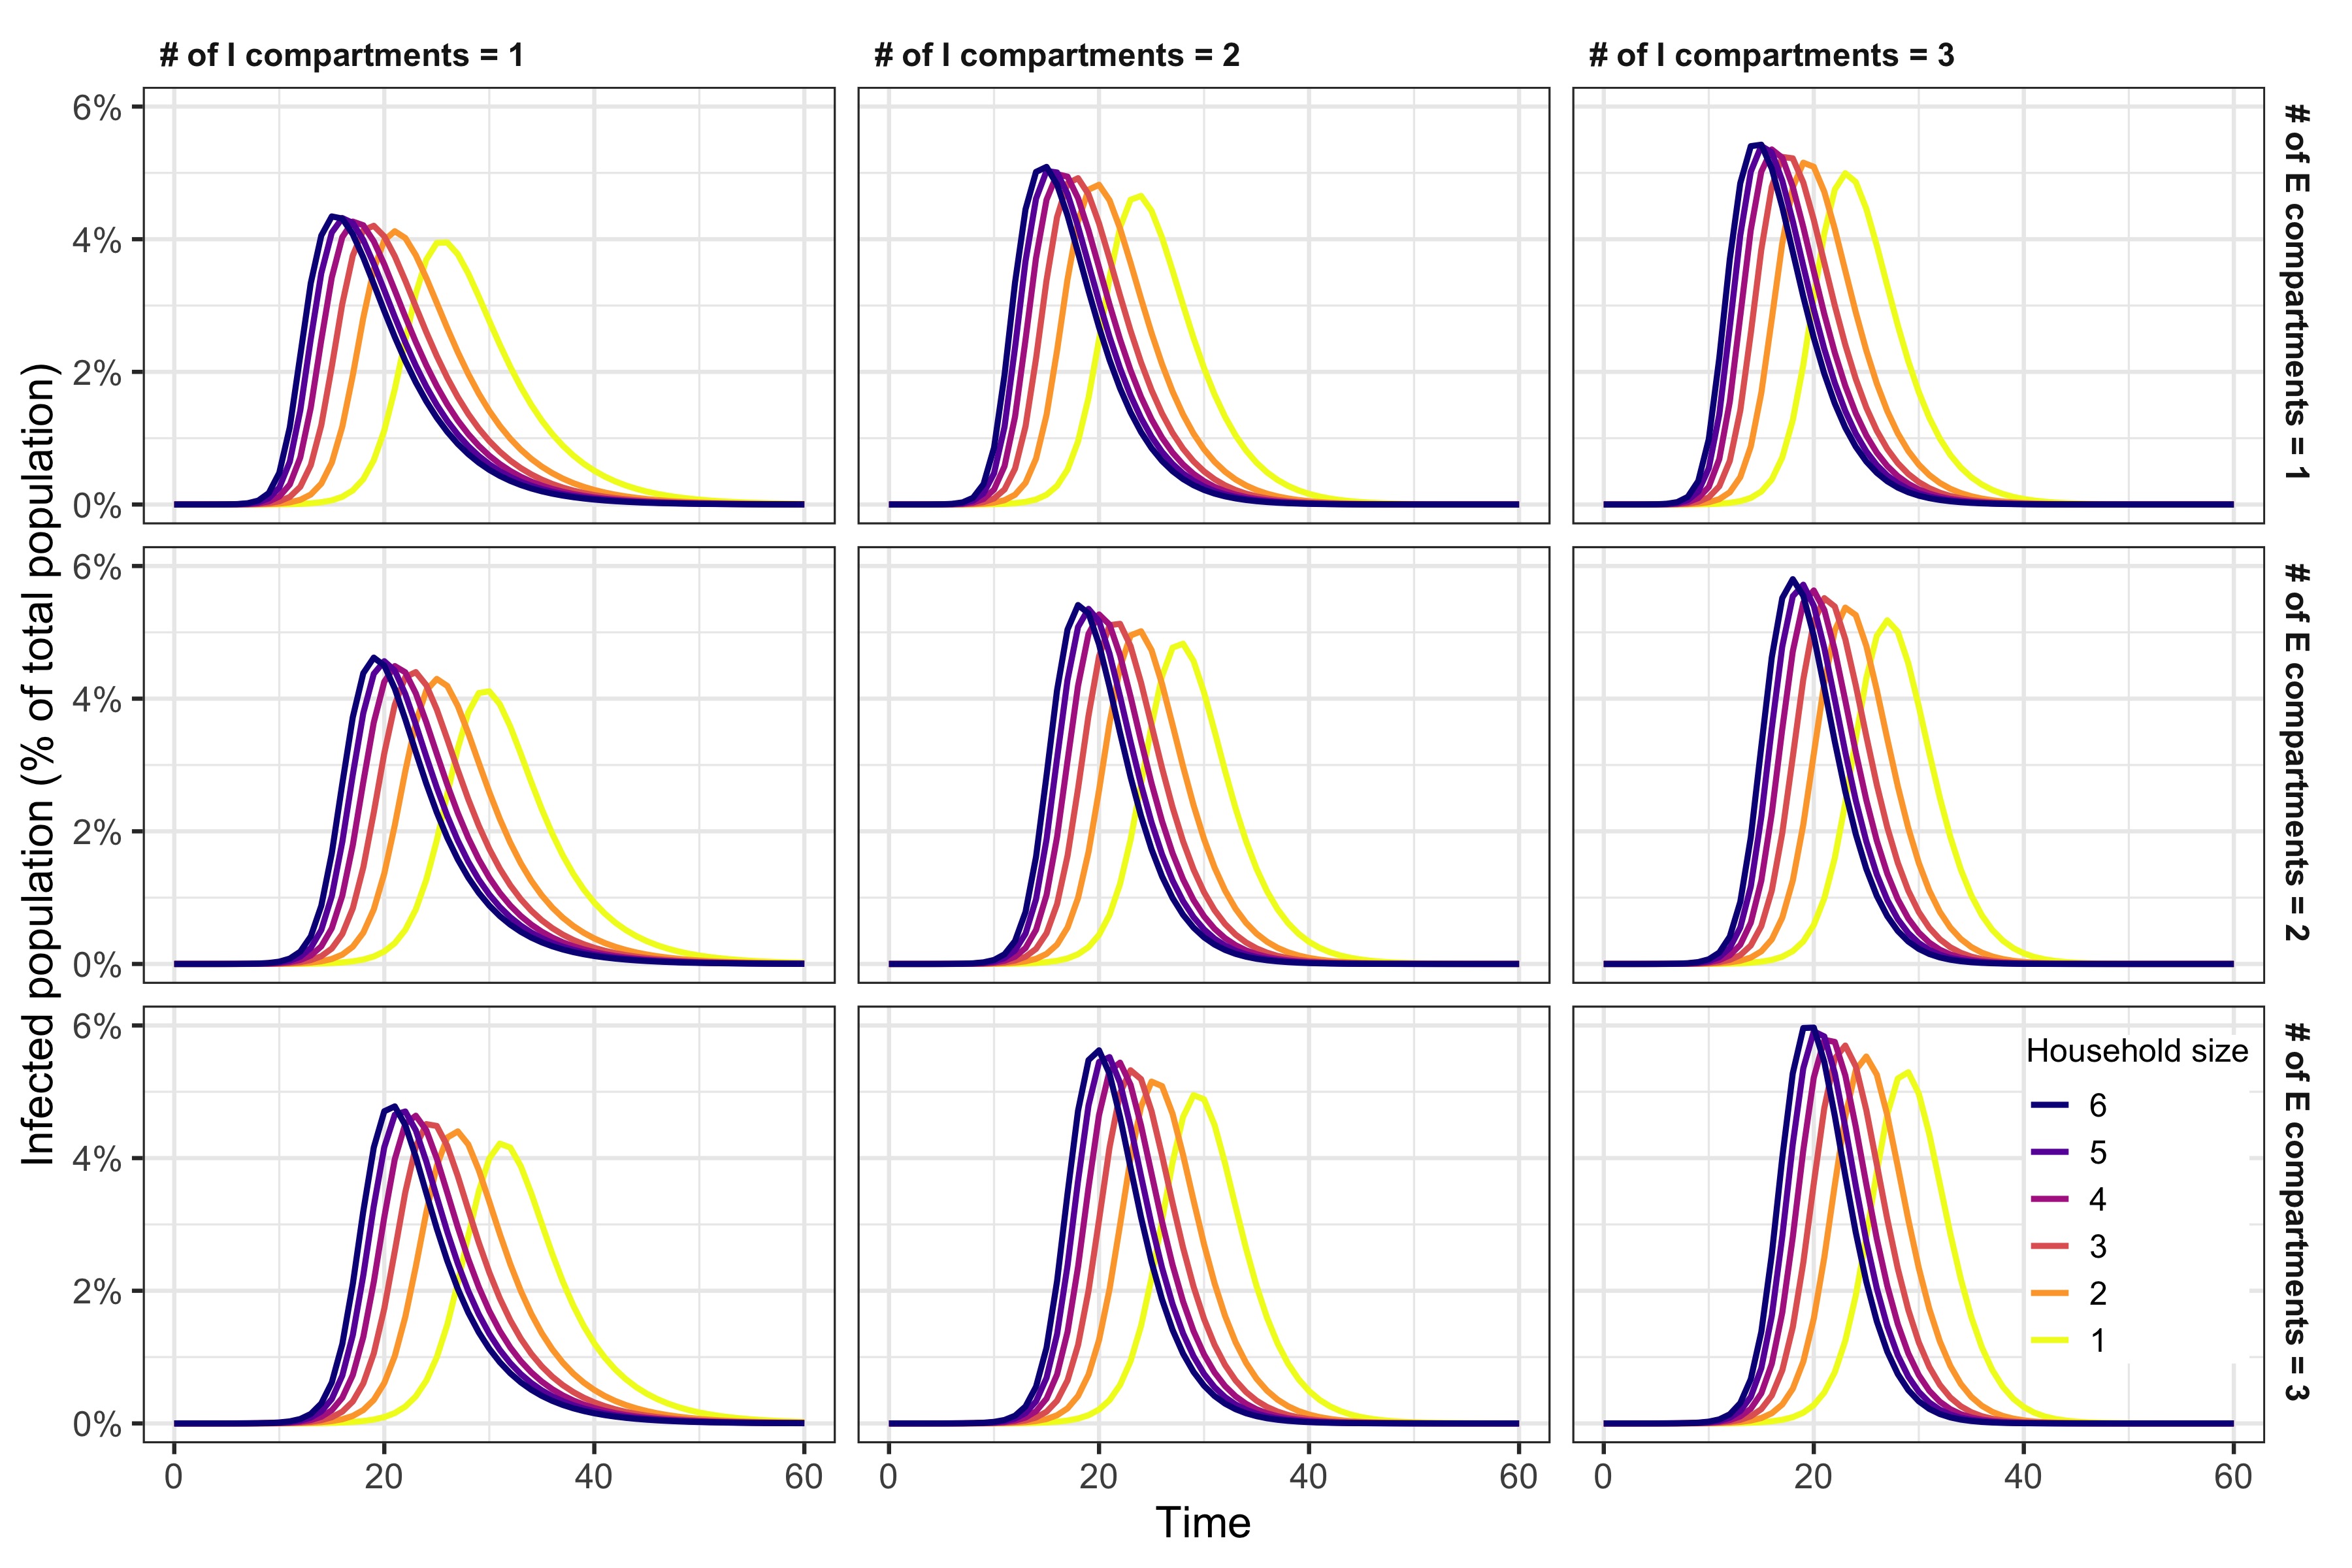 # of I compartments = 1
# of I compartments = 2
# of I compartments = 3
Infected population (% of total population)
6%
4%
2%
0%
# of E compartments = 1
6%
4%
2%
0%
# of E compartments = 2
6%
4%
2%
0%
Household size
6
5
4
3
2
1
# of E compartments = 3
0 20 40 60
0 20 40 60
0 20 40 60
Time